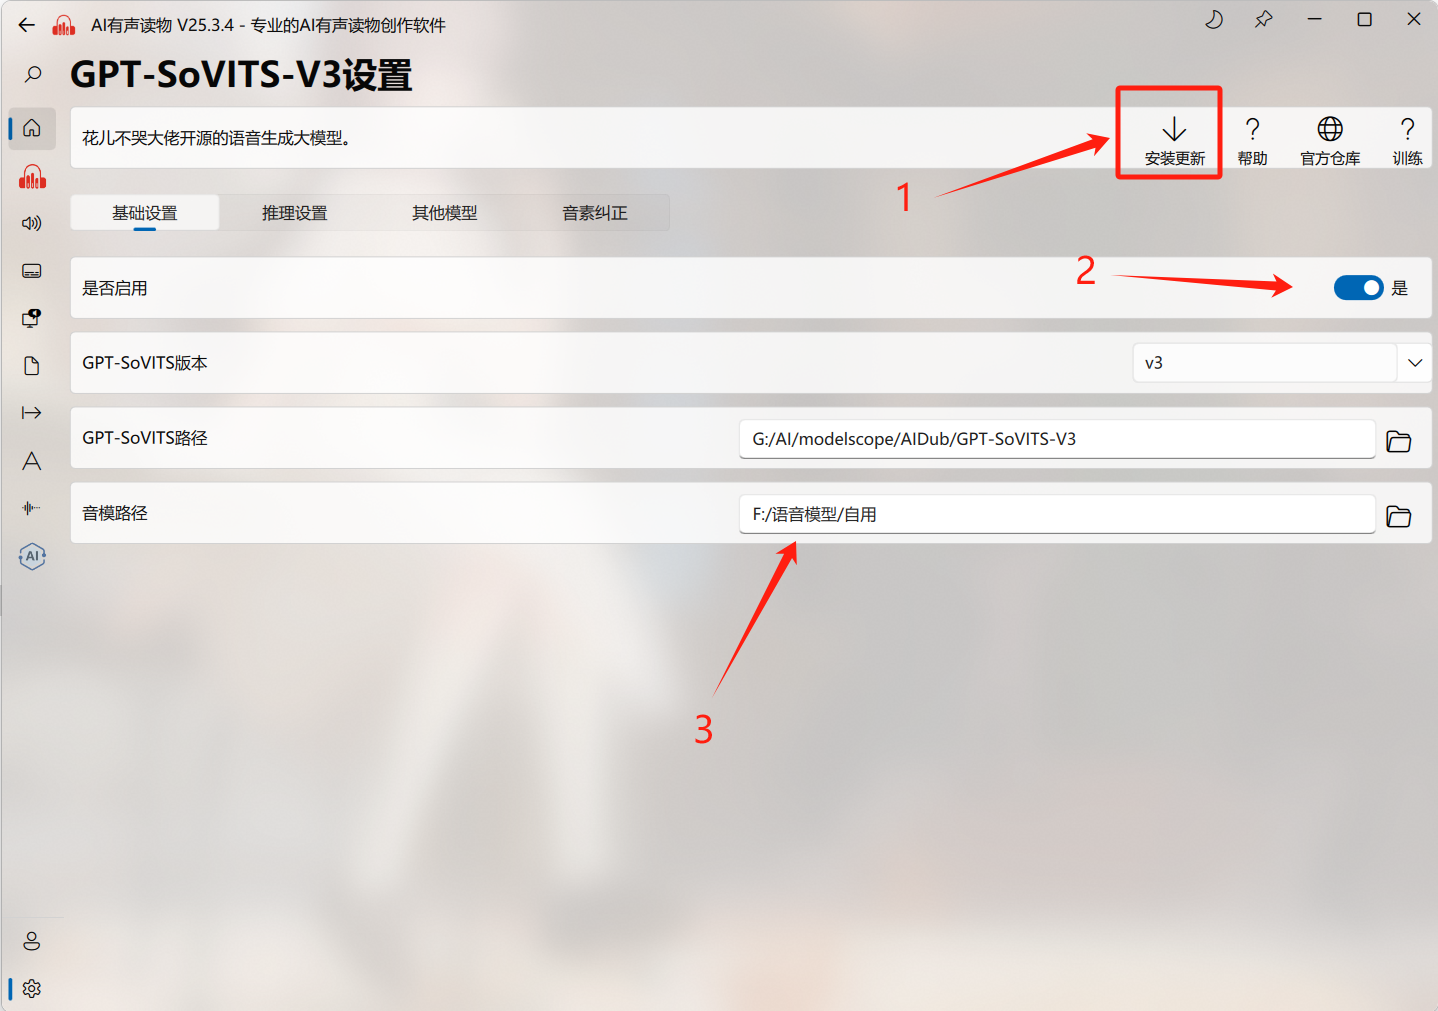 AI有声读物 V25.3.4 - 专业的AI有声读物创作软件
GPT-SoVITS-V3设置
花儿不哭大佬开源的语音生成大模型。
安装更新
帮助
官方仓库
训练
1
基础设置
推理设置
其他模型
音素纠正
2
是否启用
是
GPT-SoVITS版本
v3
GPT-SoVITS路径
G:/AI/modelscope/AIDub/GPT-SoVITS-V3
音模路径
F:/语音模型/自用
AI
3